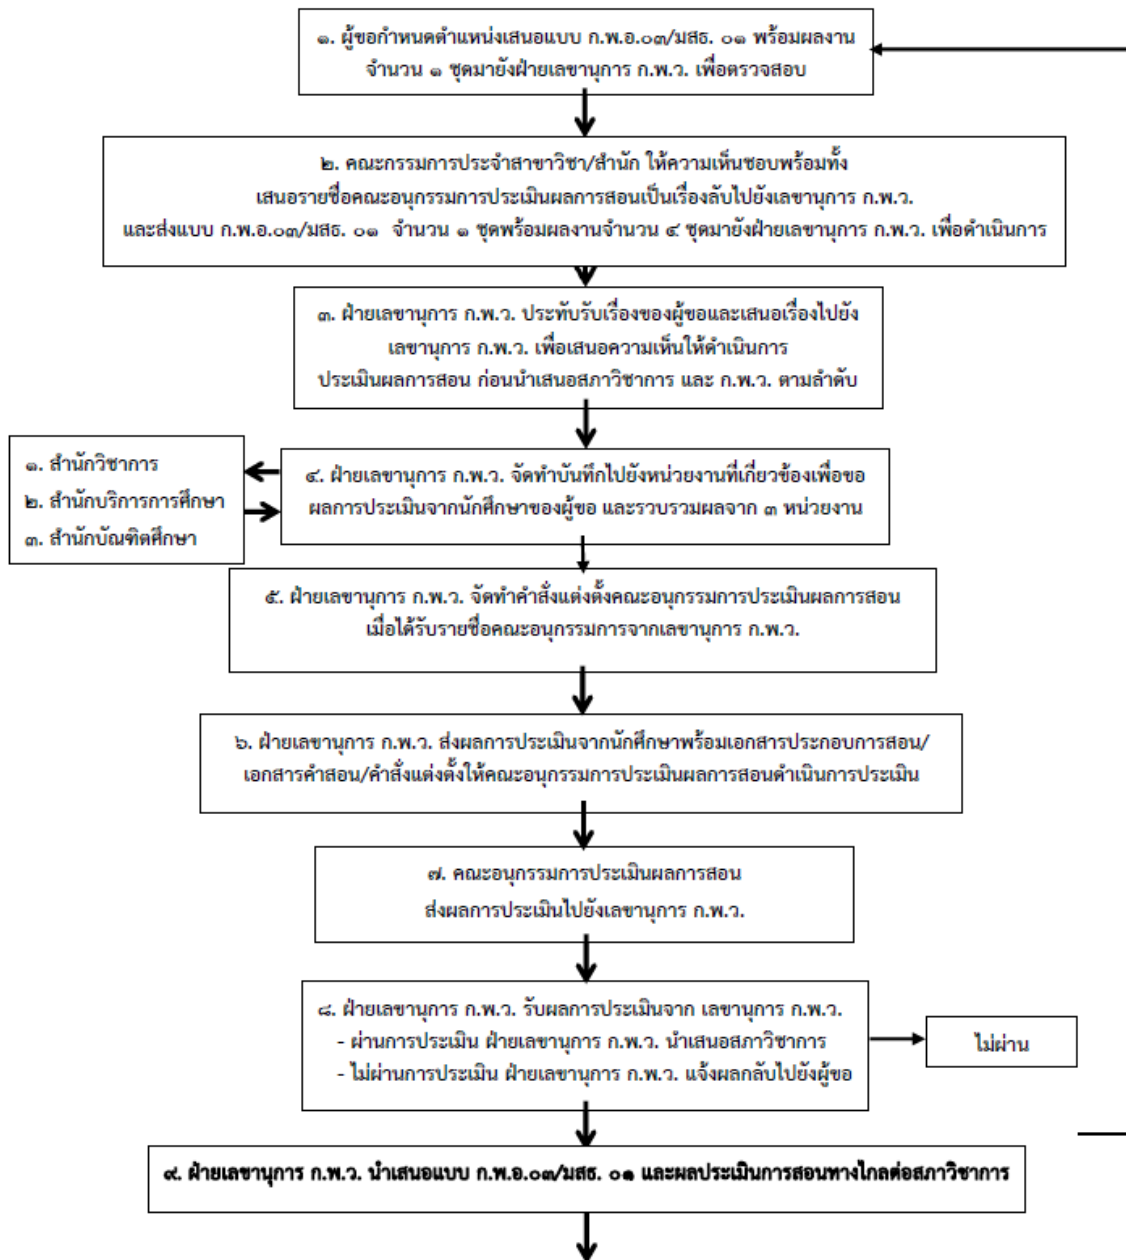 ๑. ผู้ขอกำหนดตำแหน่งเสนอแบบ ก.พ.อ.๐๓/มสธ. ๐๑ พร้อมผลงาน
จำนวน ๑ ชุดมายังฝ่ายเลขานุการ ก.พ.ว. เพื่อตรวจสอบ
๒. คณะกรรมการประจำสาขาวิชา/สำนัก ให้ความเห็นชอบพร้อมทั้ง
เสนอรายชื่อคณะอนุกรรมการประเมินผลการสอนเป็นเรื่องลับไปยังเลขานุการ ก.พ.ว.
และส่งแบบ ก.พ.อ.๐๓/มสธ. ๐๑ จำนวน ๑ ชุดพร้อมผลงานจำนวน ๔ ชุดมายังฝ่ายเลขานุการ ก.พ.ว. เพื่อดำเนินการ
๓. ฝ่ายเลขานุการ ก.พ.ว. ประทับรับเรื่องของผู้ขอและเสนอเรื่องไปยัง
เลขานุการ ก.พ.ว. เพื่อเสนอความเห็นให้ดำเนินการ
ประเมินผลการสอน ก่อนนำเสนอสภาวิชาการ และ ก.พ.ว. ตามลำดับ
๑. สำนักวิชาการ
๒. สำนักบริการการศึกษา
๓. สำนักบัณฑิตศึกษา
๔. ฝ่ายเลขานุการ ก.พ.ว. จัดทำบันทึกไปยังหน่วยงานที่เกี่ยวข้องเพื่อขอ
ผลการประเมินจากนักศึกษาของผู้ขอ และรวบรวมผลจาก ๓ หน่วยงาน
๕. ฝ่ายเลขานุการ ก.พ.ว. จัดทำคำสั่งแต่งตั้งคณะอนุกรรมการประเมินผลการสอน
เมื่อได้รับรายชื่อคณะอนุกรรมการจากเลขานุการ ก.พ.ว.
๖. ฝ่ายเลขานุการ ก.พ.ว. ส่งผลการประเมินจากนักศึกษาพร้อมเอกสารประกอบการสอน/
เอกสารคำสอน/คำสั่งแต่งตั้งให้คณะอนุกรรมการประเมินผลการสอนดำเนินการประเมิน
๗. คณะอนุกรรมการประเมินผลการสอน
ส่งผลการประเมินไปยังเลขานุการ ก.พ.ว.
๘. ฝ่ายเลขานุการ ก.พ.ว. รับผลการประเมินจาก เลขานุการ ก.พ.ว.
- ผ่านการประเมิน ฝ่ายเลขานุการ ก.พ.ว. นำเสนอสภาวิชาการ
- ไม่ผ่านการประเมิน ฝ่ายเลขานุการ ก.พ.ว. แจ้งผลกลับไปยังผู้ขอ
ไม่ผ่าน
๙. ฝ่ายเลขานุการ ก.พ.ว. นำเสนอแบบ ก.พ.อ.๐๓/มสธ. ๐๑ และผลประเมินการสอนทางไกลต่อสภาวิชาการ